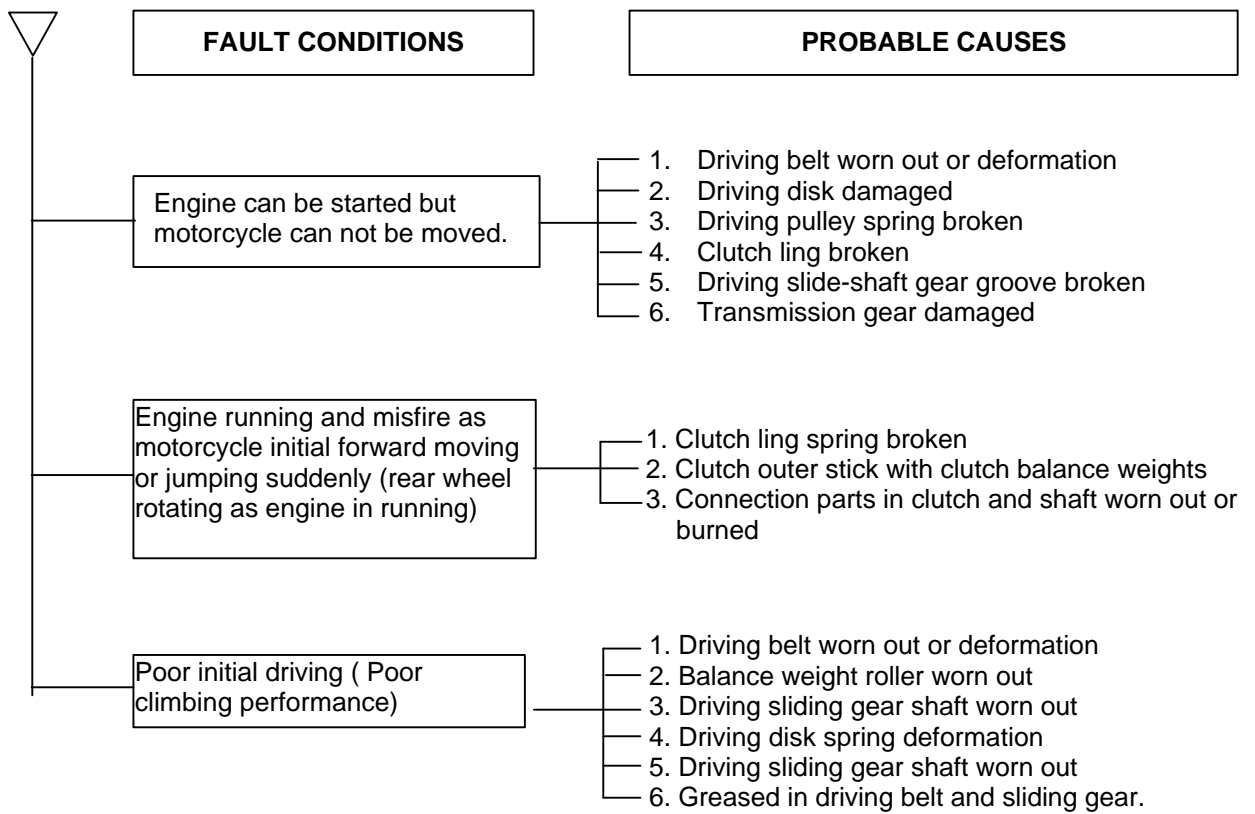 FAULT CONDITIONS
PROBABLE CAUSES
Engine can be started but
motorcycle can not be moved.
1. Driving belt worn out or deformation
2. Driving disk damaged
3. Driving pulley spring broken
4. Clutch ling broken
5. Driving slide-shaft gear groove broken
6. Transmission gear damaged
Engine running and misfire as
motorcycle initial forward moving
or jumping suddenly (rear wheel
rotating as engine in running)
1. Clutch ling spring broken
2. Clutch outer stick with clutch balance weights
3. Connection parts in clutch and shaft worn out or
burned
Poor initial driving ( Poor
climbing performance)
1. Driving belt worn out or deformation
2. Balance weight roller worn out
3. Driving sliding gear shaft worn out
4. Driving disk spring deformation
5. Driving sliding gear shaft worn out
6. Greased in driving belt and sliding gear.